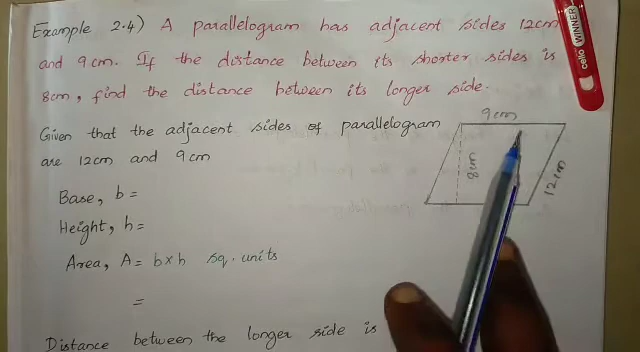 Example 2.4) A parallelogram has adjacent sides 12cm
and 9cm. If the distance between its shorter sides is
8cm, find the distance between its longer side.
Given that the adjacent sides of parallelogram
are 12cm and 9cm
9cm
8cm
12cm
Base, b =
Height, h =
Area, A = b×h sq. units
=
Distance between the longer side is
cello WINNER